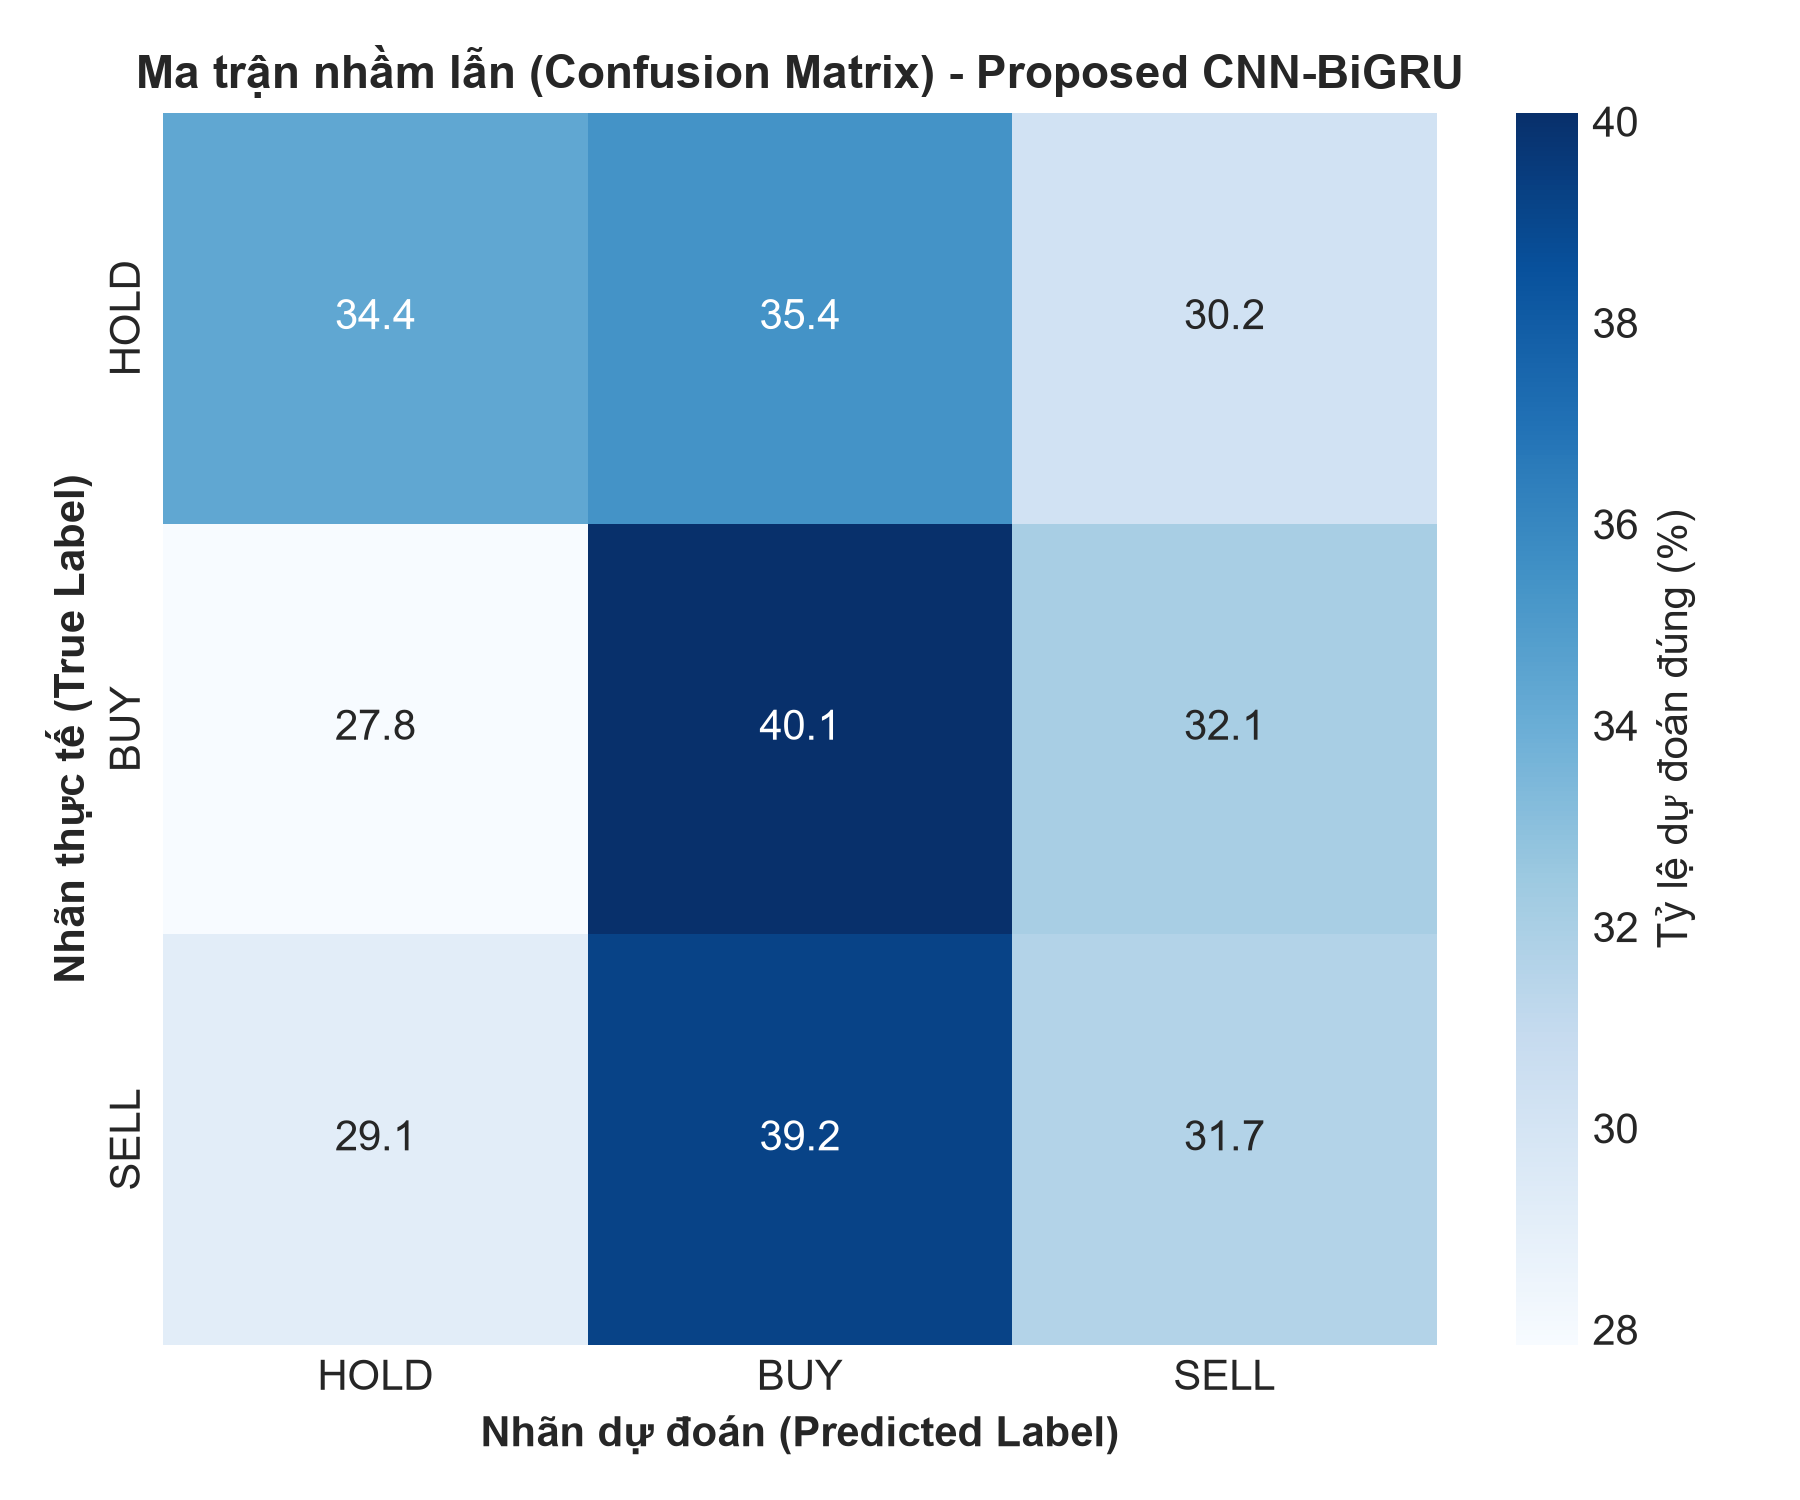 Ma trận nhầm lẫn (Confusion Matrix) - Proposed CNN-BiGRU
Nhãn thực tế (True Label)
HOLD
34.4
35.4
30.2
BUY
27.8
40.1
32.1
SELL
29.1
39.2
31.7
HOLD
BUY
SELL
Nhãn dự đoán (Predicted Label)
40
38
36
34
32
30
28
Tỷ lệ dự đoán đúng (%)